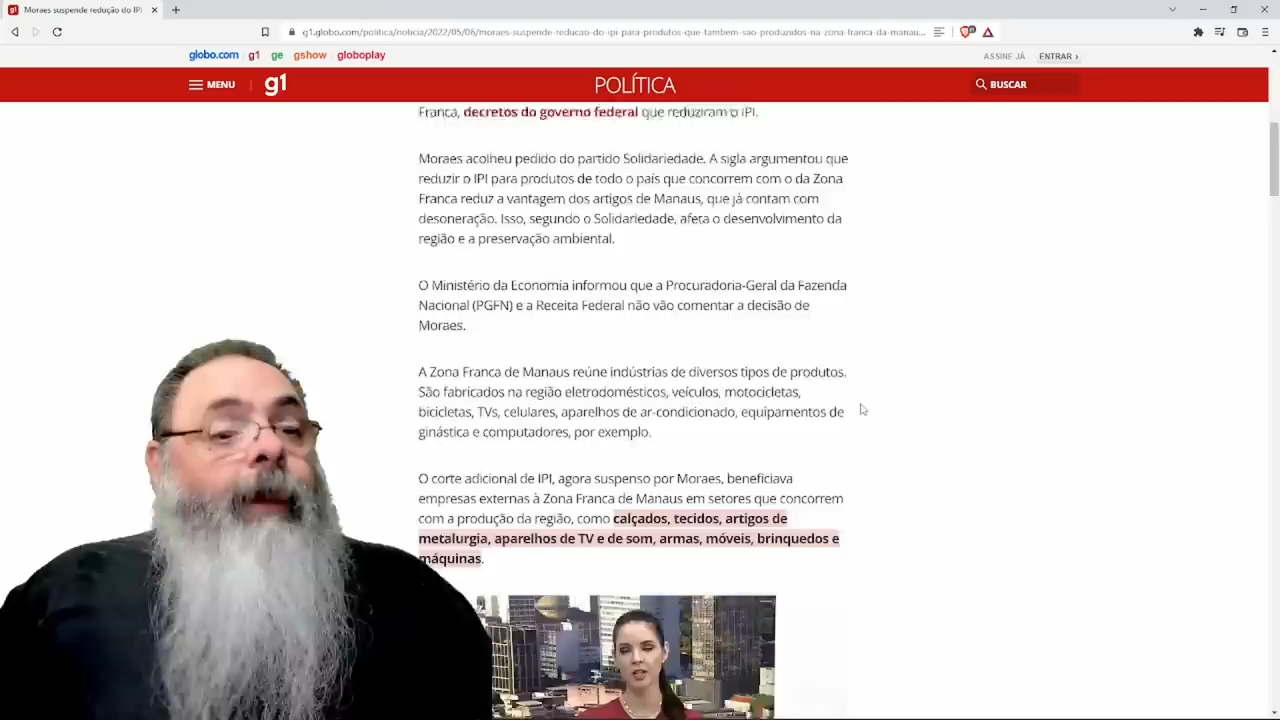 Moraes suspende redução do IPI
g1.globo.com/politica/noticia/2022/05/06/moraes-suspende-reducao-do-ipi-para-produtos-que-tambem-sao-produzidos-na-zona-franca-da-manau...
globo.com g1 ge gshow globoplay
ASSINE JÁ ENTRAR ›
MENU g1 POLÍTICA BUSCAR
Franca, decretos do governo federal que reduziram o IPI.
Moraes acolheu pedido do partido Solidariedade. A sigla argumentou que
reduzir o IPI para produtos de todo o país que concorrem com o da Zona
Franca reduz a vantagem dos artigos de Manaus, que já contam com
desoneração. Isso, segundo o Solidariedade, afeta o desenvolvimento da
região e a preservação ambiental.
O Ministério da Economia informou que a Procuradoria-Geral da Fazenda
Nacional (PGFN) e a Receita Federal não vão comentar a decisão de
Moraes.
A Zona Franca de Manaus reúne indústrias de diversos tipos de produtos.
São fabricados na região eletrodomésticos, veículos, motocicletas,
bicicletas, TVs, celulares, aparelhos de ar-condicionado, equipamentos de
ginástica e computadores, por exemplo.
O corte adicional de IPI, agora suspenso por Moraes, beneficiava
empresas externas à Zona Franca de Manaus em setores que concorrem
com a produção da região, como calçados, tecidos, artigos de
metalurgia, aparelhos de TV e de som, armas, móveis, brinquedos e
máquinas.